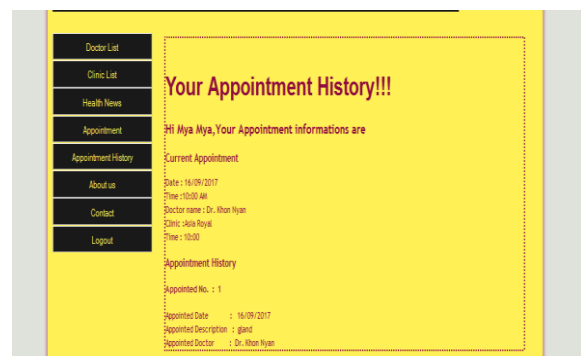 Doctor List
Clinic List
Health News
Appointment
Appointment History
About us
Contact
Logout
Your Appointment History!!!
Hi Mya Mya,Your Appointment informations are
Current Appointment
Date : 16/09/2017
Time :10:00 AM
Doctor name : Dr. Khon Nyan
Clinic :Asia Royal
Time : 10:00
Appointment History
Appointed No. : 1
Appointed Date : 16/09/2017
Appointed Description : gland
Appointed Doctor : Dr. Khon Nyan